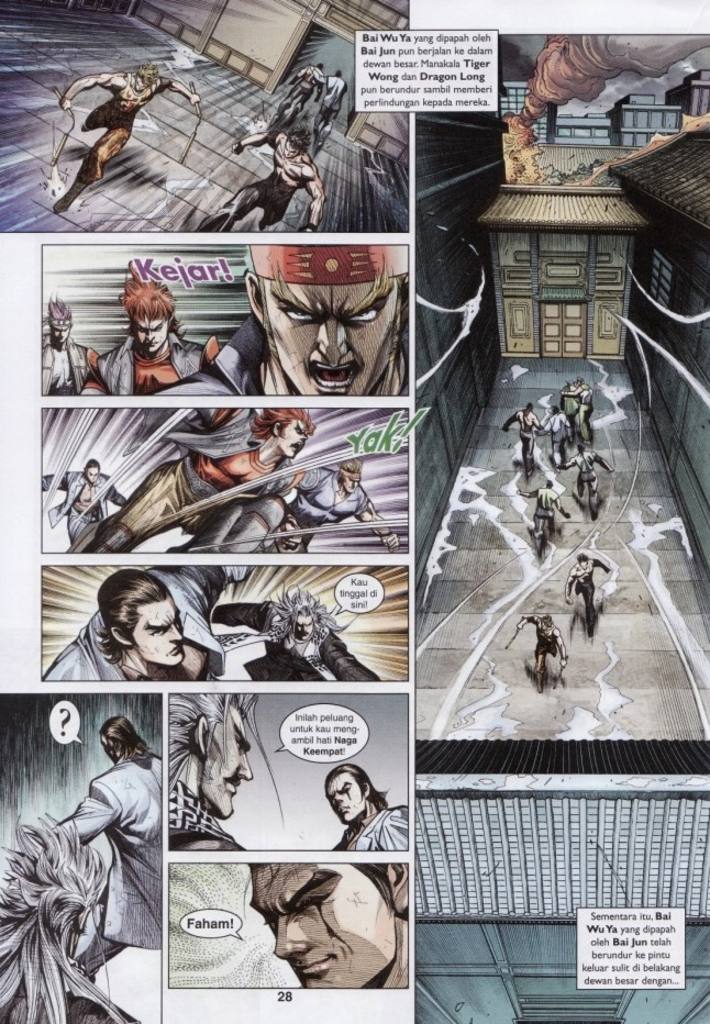 Bai Wu Ya yang dipapah oleh
Bai Jun pun berjalan ke dalam
dewan besar. Manakala Tiger
Wong dan Dragon Long
pun berundur sambil memberi
perlindungan kepada mereka.
Kejar!
Yak!
Kau
tinggal di
sini!
?
Inilah peluang
untuk kau meng-
ambil hati Naga
Keempat!
Faham!
Sementara itu, Bai
Wu Ya yang dipapah
oleh Bai Jun telah
berundur ke pintu
keluar sulit di belakang
dewan besar dengan...
28